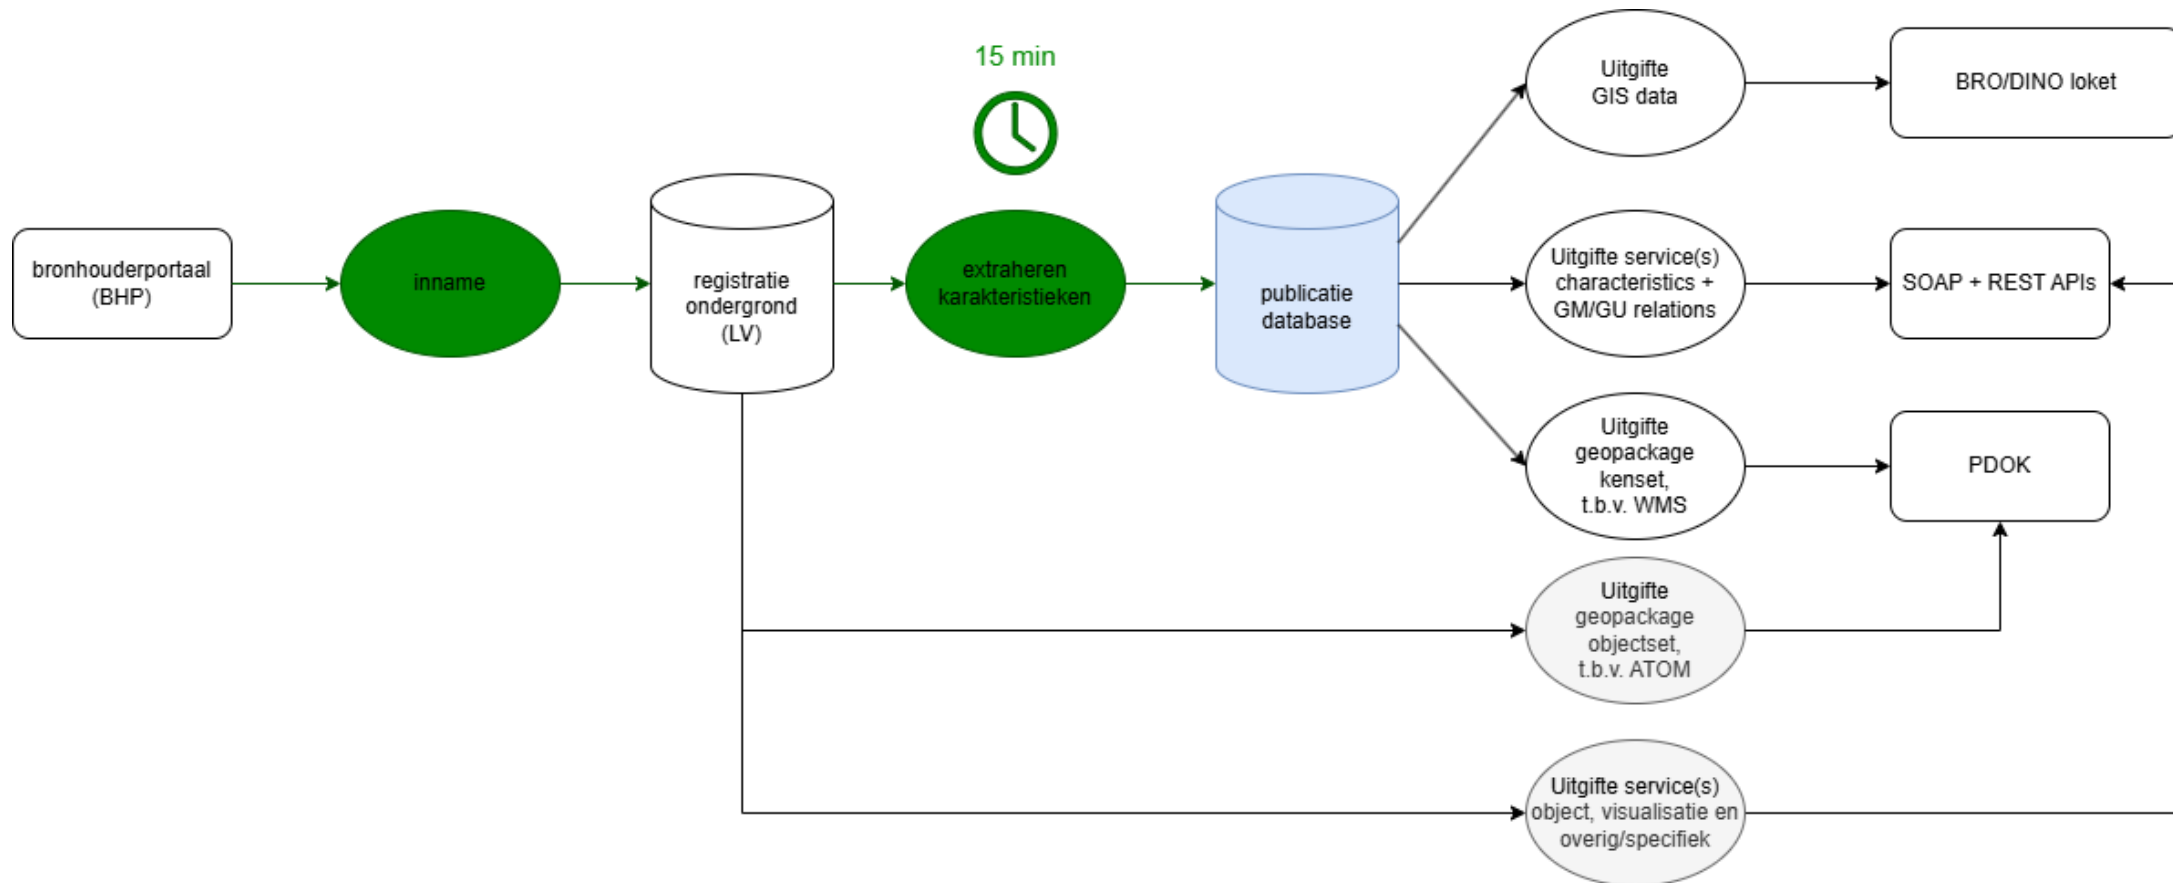 15 min
bronhouderportaal
(BHP)
inname
registratie
ondergrond
(LV)
extraheren
karakteristieken
publicatie
database
Uitgifte
GIS data
BRO/DINO loket
Uitgifte service(s)
characteristics +
GM/GU relations
SOAP + REST APIs
Uitgifte
geopackage
kenset,
t.b.v. WMS
PDOK
Uitgifte
geopackage
objectset,
t.b.v. ATOM
Uitgifte service(s)
object, visualisatie en
overig/specifiek